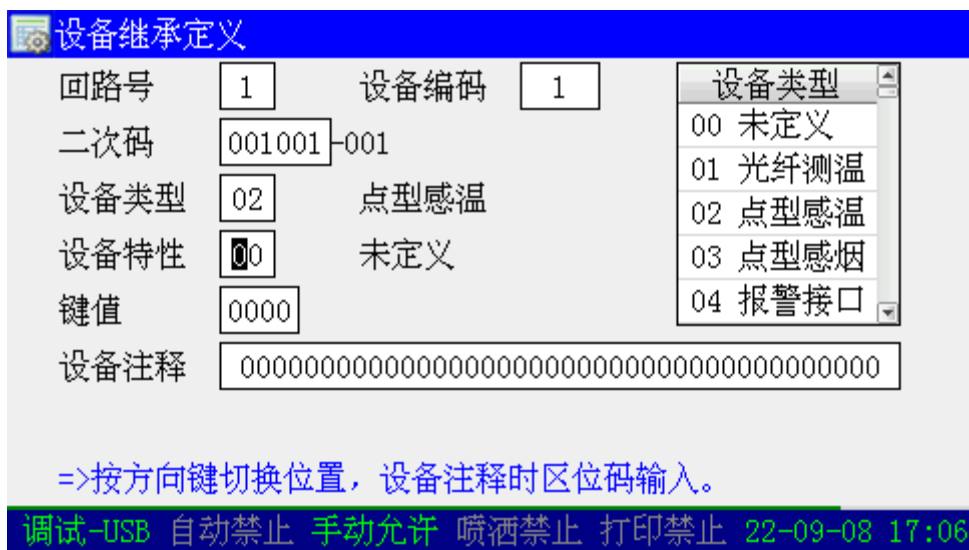 设备继承定义
回路号 1 设备编码 1
二次码 001001-001
设备类型 02 点型感温
设备特性 00 未定义
键值 0000
设备注释 00000000000000000000000000000000000000000
设备类型
00 未定义
01 光纤测温
02 点型感温
03 点型感烟
04 报警接口
=>按方向键切换位置，设备注释时区位码输入。
调试-USB 自动禁止 手动允许 喷洒禁止 打印禁止 22-09-08 17:06